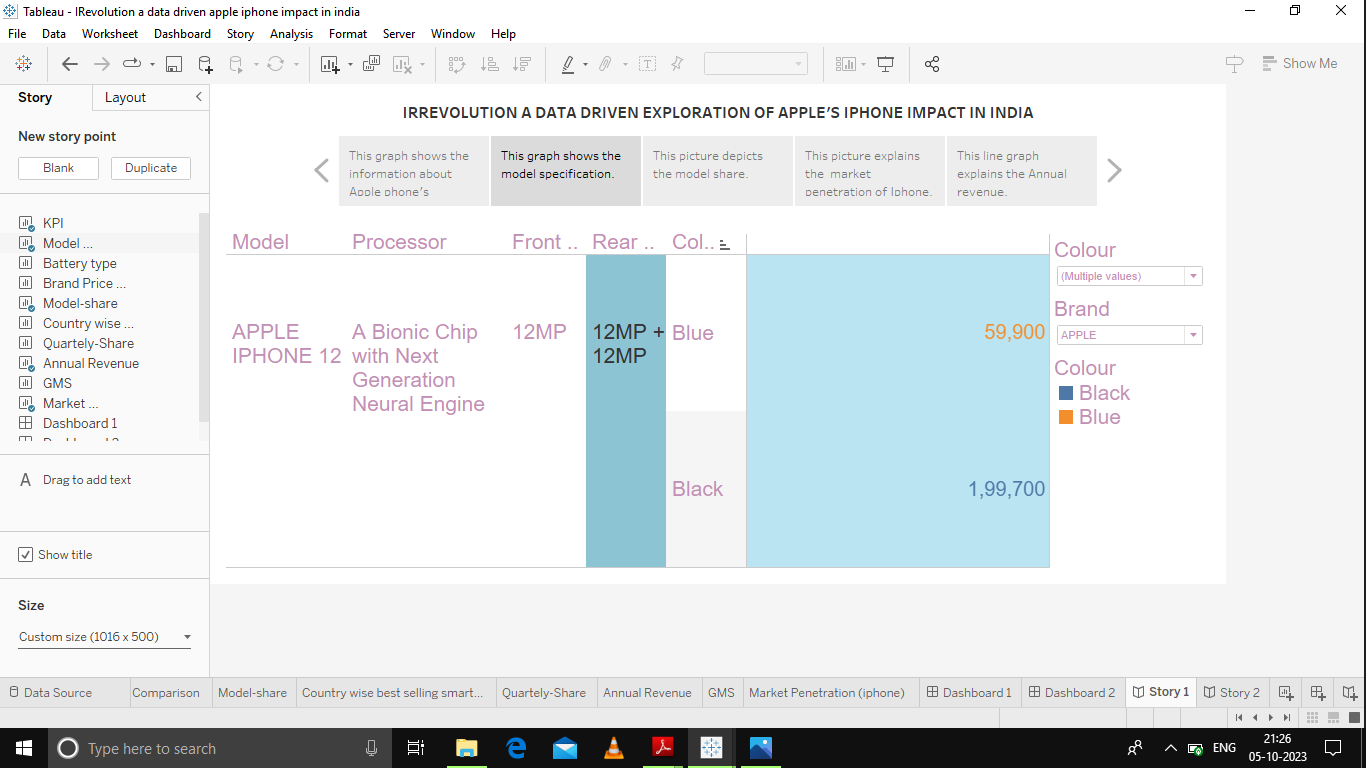 Tableau - IRevolution a data driven apple iphone impact in india
File Data Worksheet Dashboard Story Analysis Format Server Window Help
Show Me
Story Layout
New story point
Blank Duplicate
KPI
Model ...
Battery type
Brand Price ...
Model-share
Country wise ...
Quartely-Share
Annual Revenue
GMS
Market ...
Dashboard 1
A Drag to add text
Show title
Size
Custom size (1016 x 500)
IRREVOLUTION A DATA DRIVEN EXPLORATION OF APPLE'S IPHONE IMPACT IN INDIA
This graph shows the
information about
Apple phone's
This graph shows the
model specification.
This picture depicts
the model share.
This picture explains
the market
penetration of Iphone.
This line graph
explains the Annual
revenue.
Model Processor Front .. Rear .. Col..
APPLE
IPHONE 12
A Bionic Chip
with Next
Generation
Neural Engine
12MP
12MP +
12MP
Blue
59,900
Black
1,99,700
Colour
(Multiple values)
Brand
APPLE
Colour
Black
Blue
Data Source Comparison Model-share Country wise best selling smart... Quartely-Share Annual Revenue GMS Market Penetration (iphone) Dashboard 1 Dashboard 2 Story 1 Story 2
Type here to search
ENG
21:26
05-10-2023